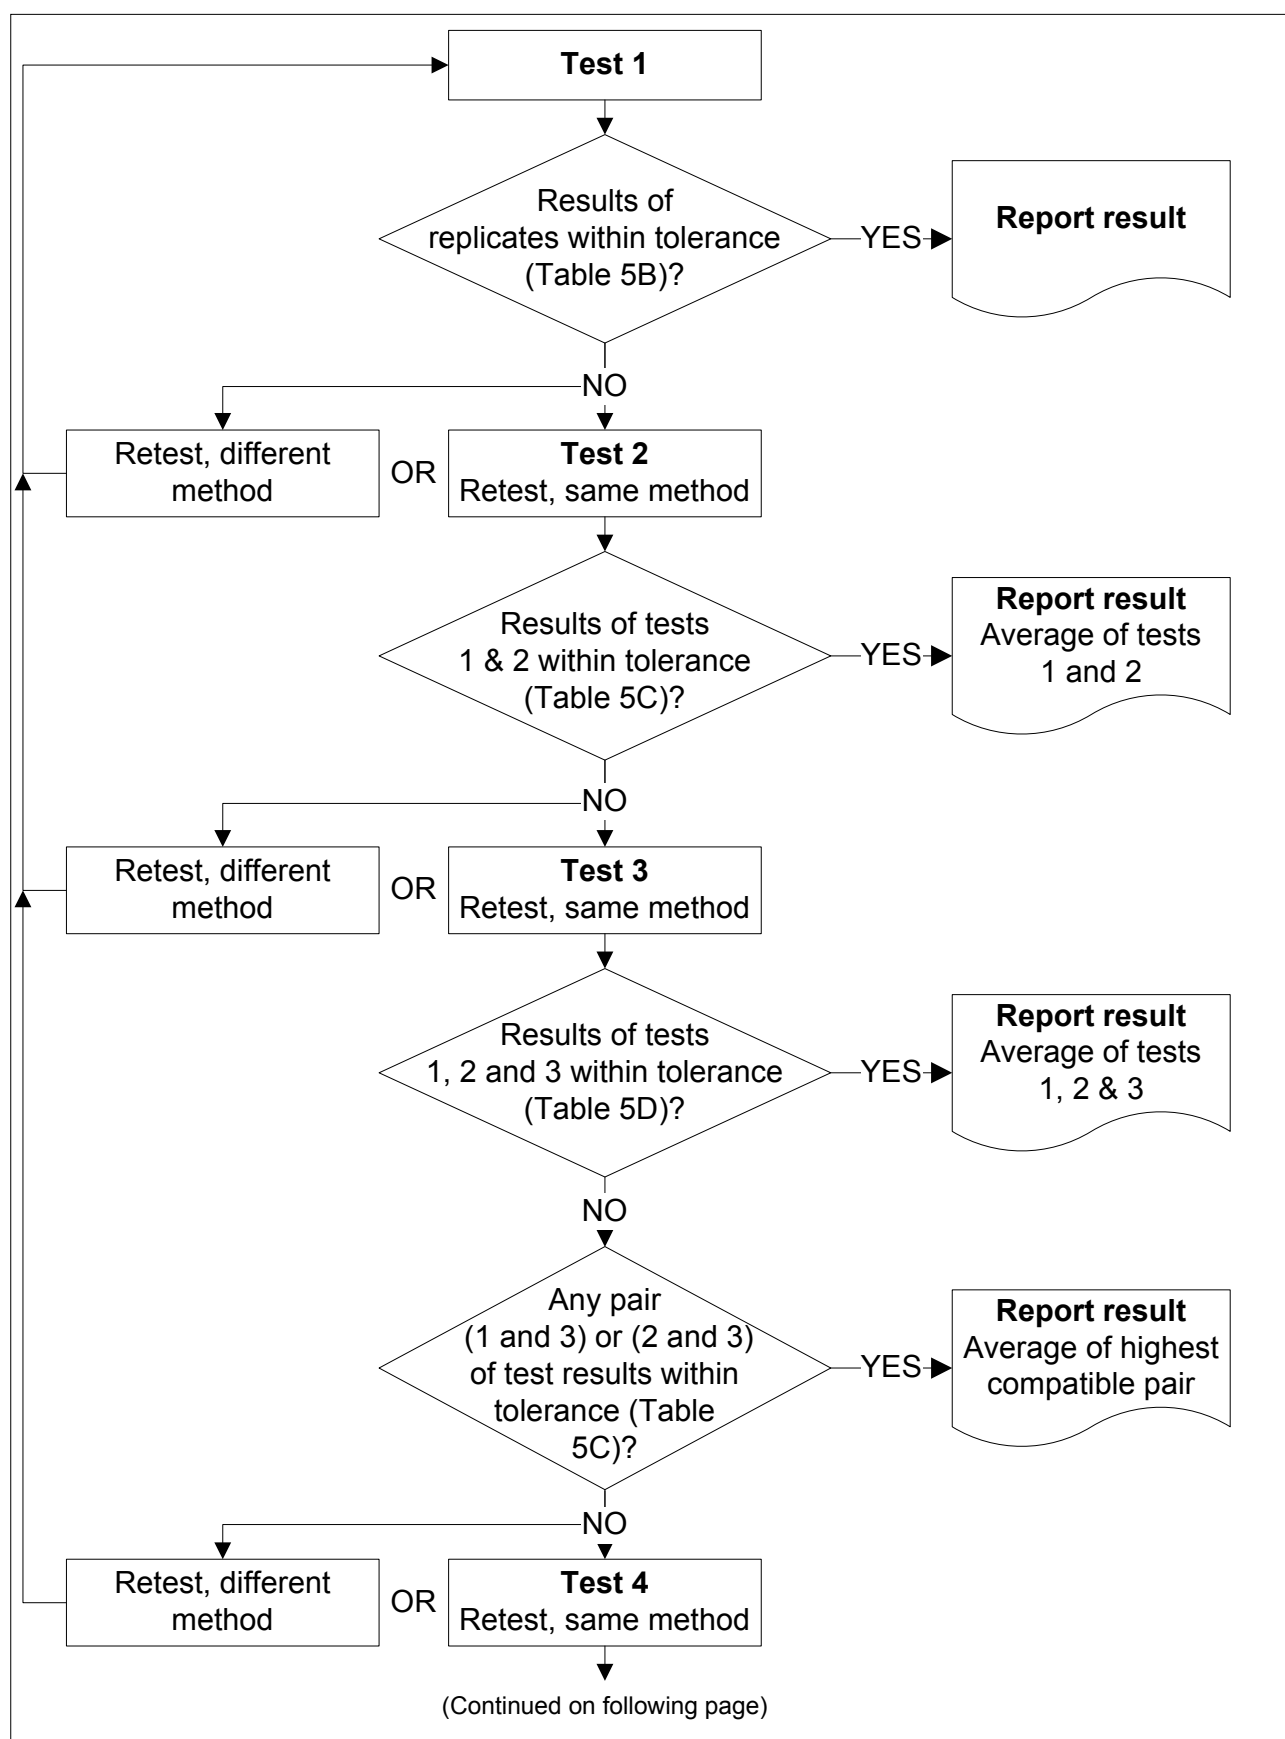 Test 1
Results of
replicates within tolerance
(Table 5B)?
YES
Report result
NO
Retest, different
method
OR
Test 2
Retest, same method
Results of tests
1 & 2 within tolerance
(Table 5C)?
YES
Report result
Average of tests
1 and 2
NO
Retest, different
method
OR
Test 3
Retest, same method
Results of tests
1, 2 and 3 within tolerance
(Table 5D)?
YES
Report result
Average of tests
1, 2 & 3
NO
Any pair
(1 and 3) or (2 and 3)
of test results within
tolerance (Table
5C)?
YES
Report result
Average of highest
compatible pair
NO
Retest, different
method
OR
Test 4
Retest, same method
(Continued on following page)